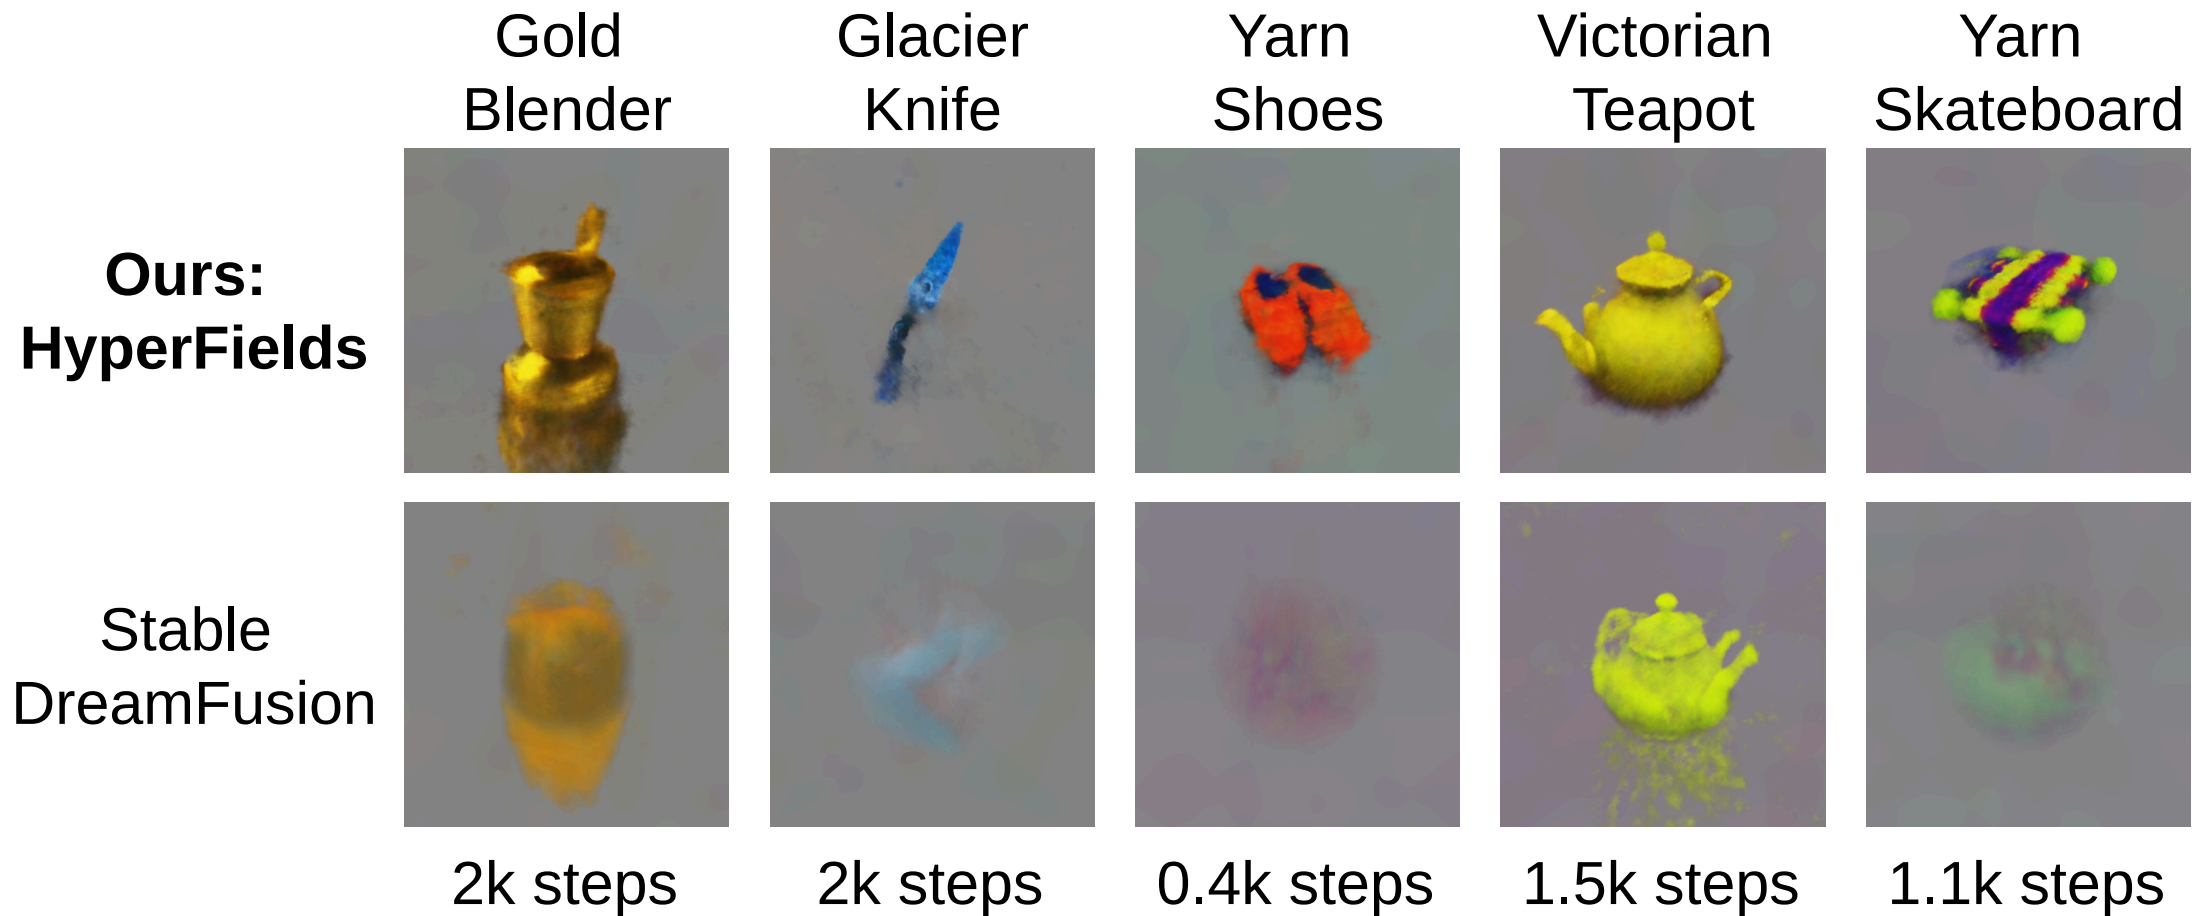 Gold
Blender
Glacier
Knife
Yarn
Shoes
Victorian
Teapot
Yarn
Skateboard
Ours:
HyperFields
Stable
DreamFusion
2k steps
2k steps
0.4k steps
1.5k steps
1.1k steps